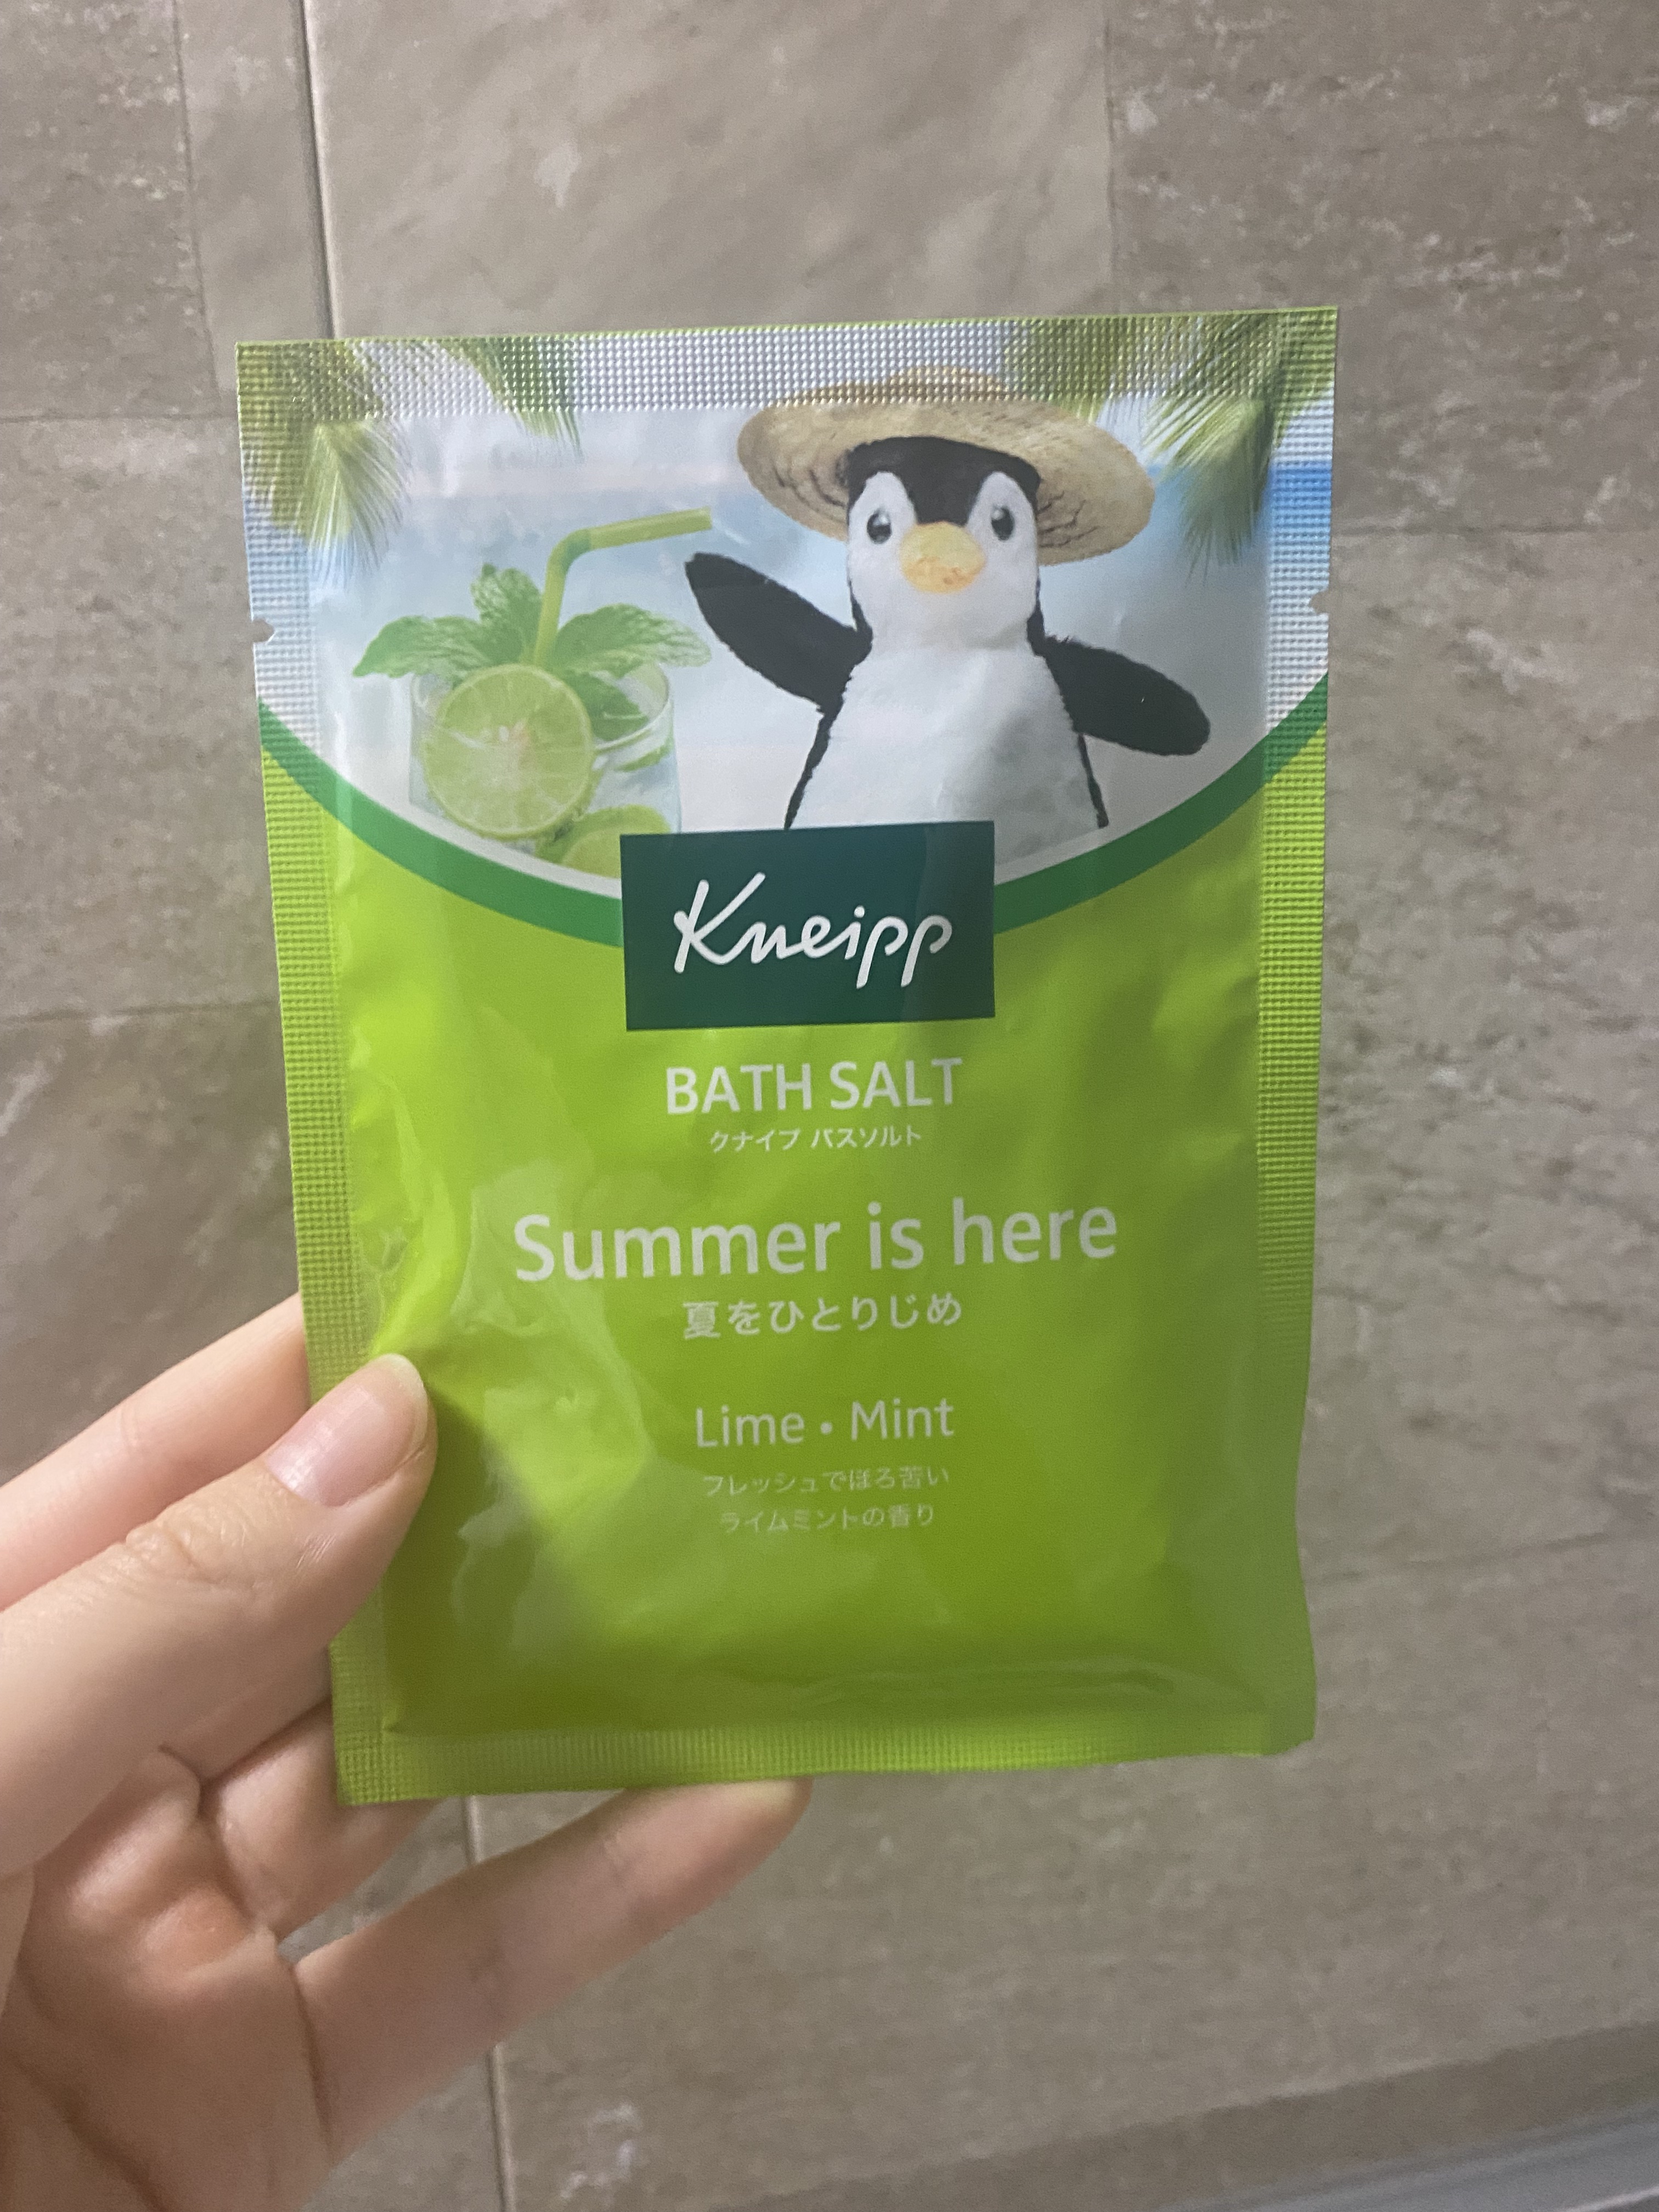 Kneipp
BATH SALT
クナイプ バスソルト
Summer is here
夏をひとりじめ
Lime • Mint
フレッシュでほろ苦い
ライムミントの香り